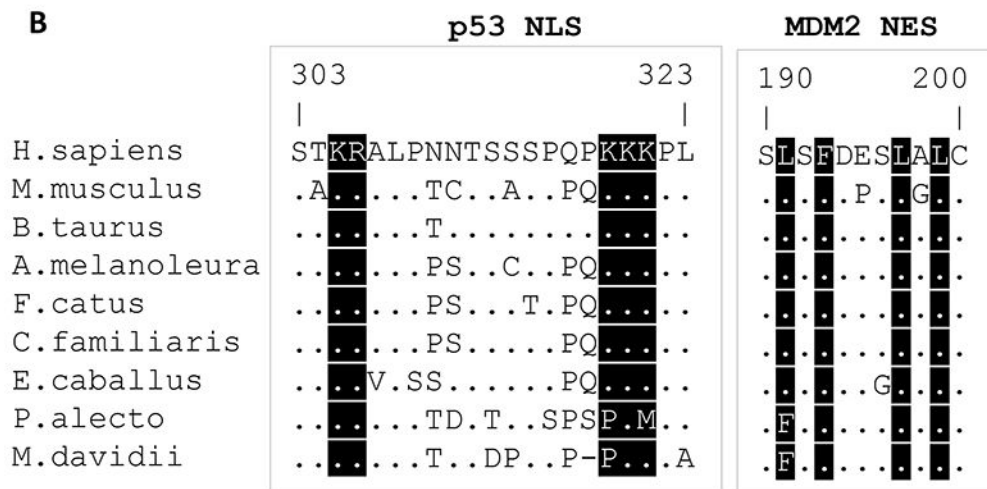 B
p53 NLS MDM2 NES
303 323 190 200
| | | |
H.sapiens STKRALPNNTSSSPQPKKKPL SLSFDESLALC
M.musculus .A.....TC..A..PQ..... .....P..G..
B.taurus .......T............. ...........
A.melanoleura .......PS..C..PQ..... ...........
F.catus .......PS...T.PQ..... ...........
C.familiaris .......PS.....PQ..... ...........
E.caballus ....V.SS......PQ..... ......G....
P.alecto .......TD.T..SPSP.M.. .F.........
M.davidii .......T..DP..P-P...A .F.........